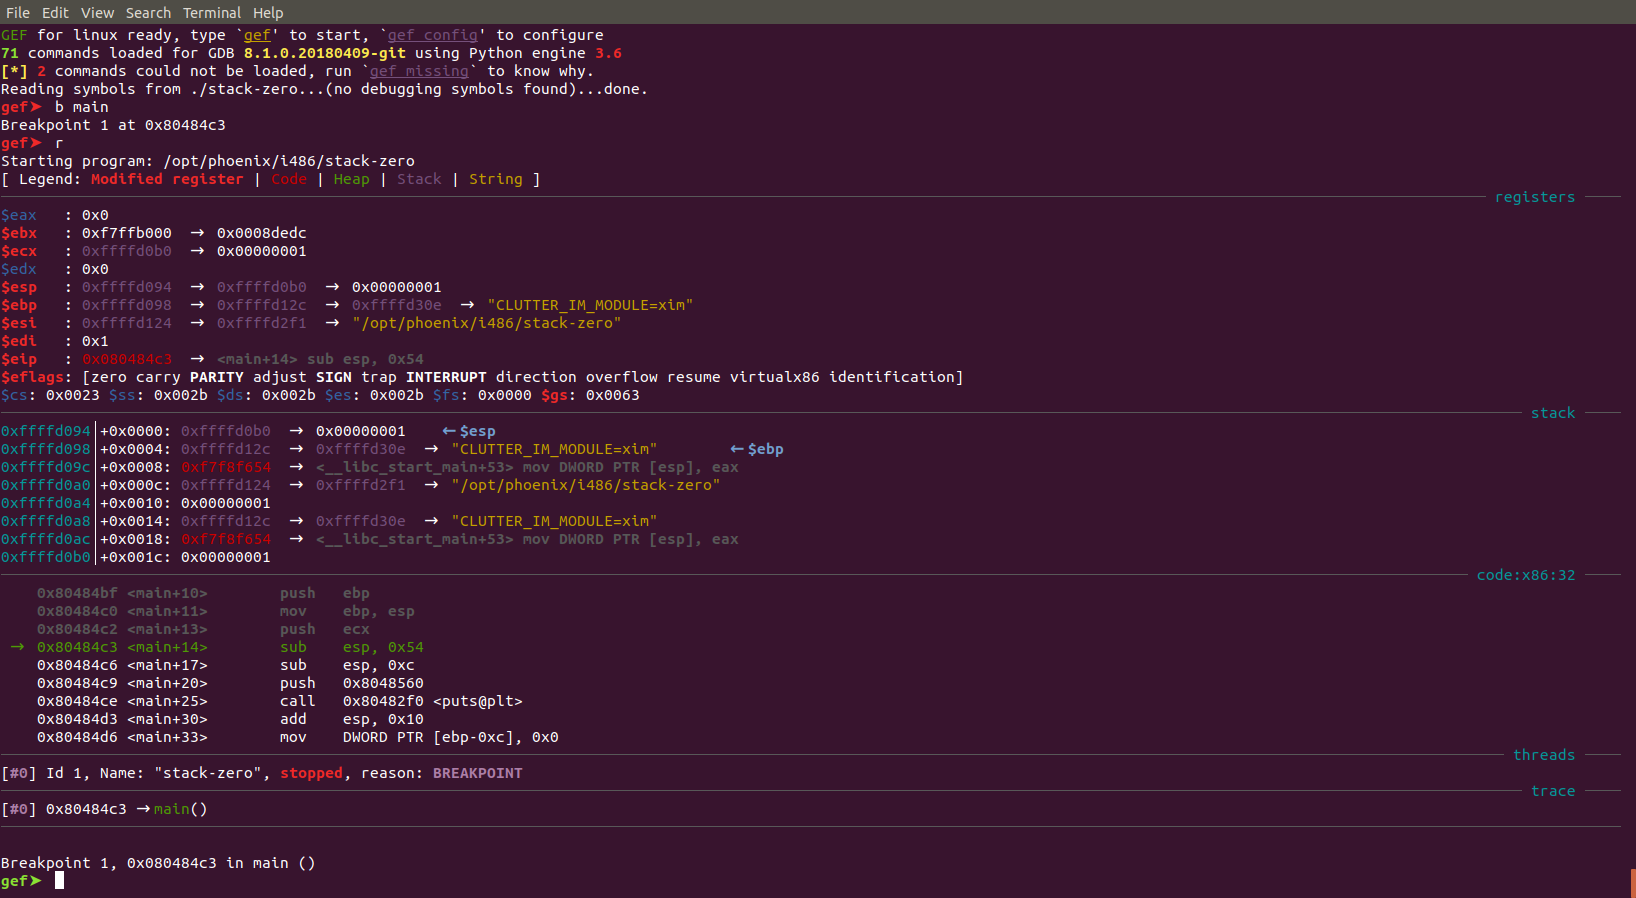 File Edit View Search Terminal Help
GEF for linux ready, type `gef' to start, `gef config' to configure
71 commands loaded for GDB 8.1.0.20180409-git using Python engine 3.6
[*] 2 commands could not be loaded, run `gef missing` to know why.
Reading symbols from ./stack-zero...(no debugging symbols found)...done.
gef➤  b main
Breakpoint 1 at 0x80484c3
gef➤  r
Starting program: /opt/phoenix/i486/stack-zero
[ Legend: Modified register | Code | Heap | Stack | String ]
registers
$eax   : 0x0
$ebx   : 0xf7ffb000  →  0x0008dedc
$ecx   : 0xffffd0b0  →  0x00000001
$edx   : 0x0
$esp   : 0xffffd094  →  0xffffd0b0  →  0x00000001
$ebp   : 0xffffd098  →  0xffffd12c  →  0xffffd30e  →  "CLUTTER_IM_MODULE=xim"
$esi   : 0xffffd124  →  0xffffd2f1  →  "/opt/phoenix/i486/stack-zero"
$edi   : 0x1
$eip   : 0x080484c3  →  <main+14> sub esp, 0x54
$eflags: [zero carry PARITY adjust SIGN trap INTERRUPT direction overflow resume virtualx86 identification]
$cs: 0x0023 $ss: 0x002b $ds: 0x002b $es: 0x002b $fs: 0x0000 $gs: 0x0063
stack
0xffffd094│+0x0000: 0xffffd0b0  →  0x00000001    ←$esp
0xffffd098│+0x0004: 0xffffd12c  →  0xffffd30e  →  "CLUTTER_IM_MODULE=xim"    ←$ebp
0xffffd09c│+0x0008: 0xf7f8f654  →  <__libc_start_main+53> mov DWORD PTR [esp], eax
0xffffd0a0│+0x000c: 0xffffd124  →  0xffffd2f1  →  "/opt/phoenix/i486/stack-zero"
0xffffd0a4│+0x0010: 0x00000001
0xffffd0a8│+0x0014: 0xffffd12c  →  0xffffd30e  →  "CLUTTER_IM_MODULE=xim"
0xffffd0ac│+0x0018: 0xf7f8f654  →  <__libc_start_main+53> mov DWORD PTR [esp], eax
0xffffd0b0│+0x001c: 0x00000001
code:x86:32
0x80484bf <main+10>        push   ebp
0x80484c0 <main+11>        mov    ebp, esp
0x80484c2 <main+13>        push   ecx
→ 0x80484c3 <main+14>        sub    esp, 0x54
0x80484c6 <main+17>        sub    esp, 0xc
0x80484c9 <main+20>        push   0x8048560
0x80484ce <main+25>        call   0x80482f0 <puts@plt>
0x80484d3 <main+30>        add    esp, 0x10
0x80484d6 <main+33>        mov    DWORD PTR [ebp-0xc], 0x0
threads
[#0] Id 1, Name: "stack-zero", stopped, reason: BREAKPOINT
trace
[#0] 0x80484c3 →main()
Breakpoint 1, 0x080484c3 in main ()
gef➤